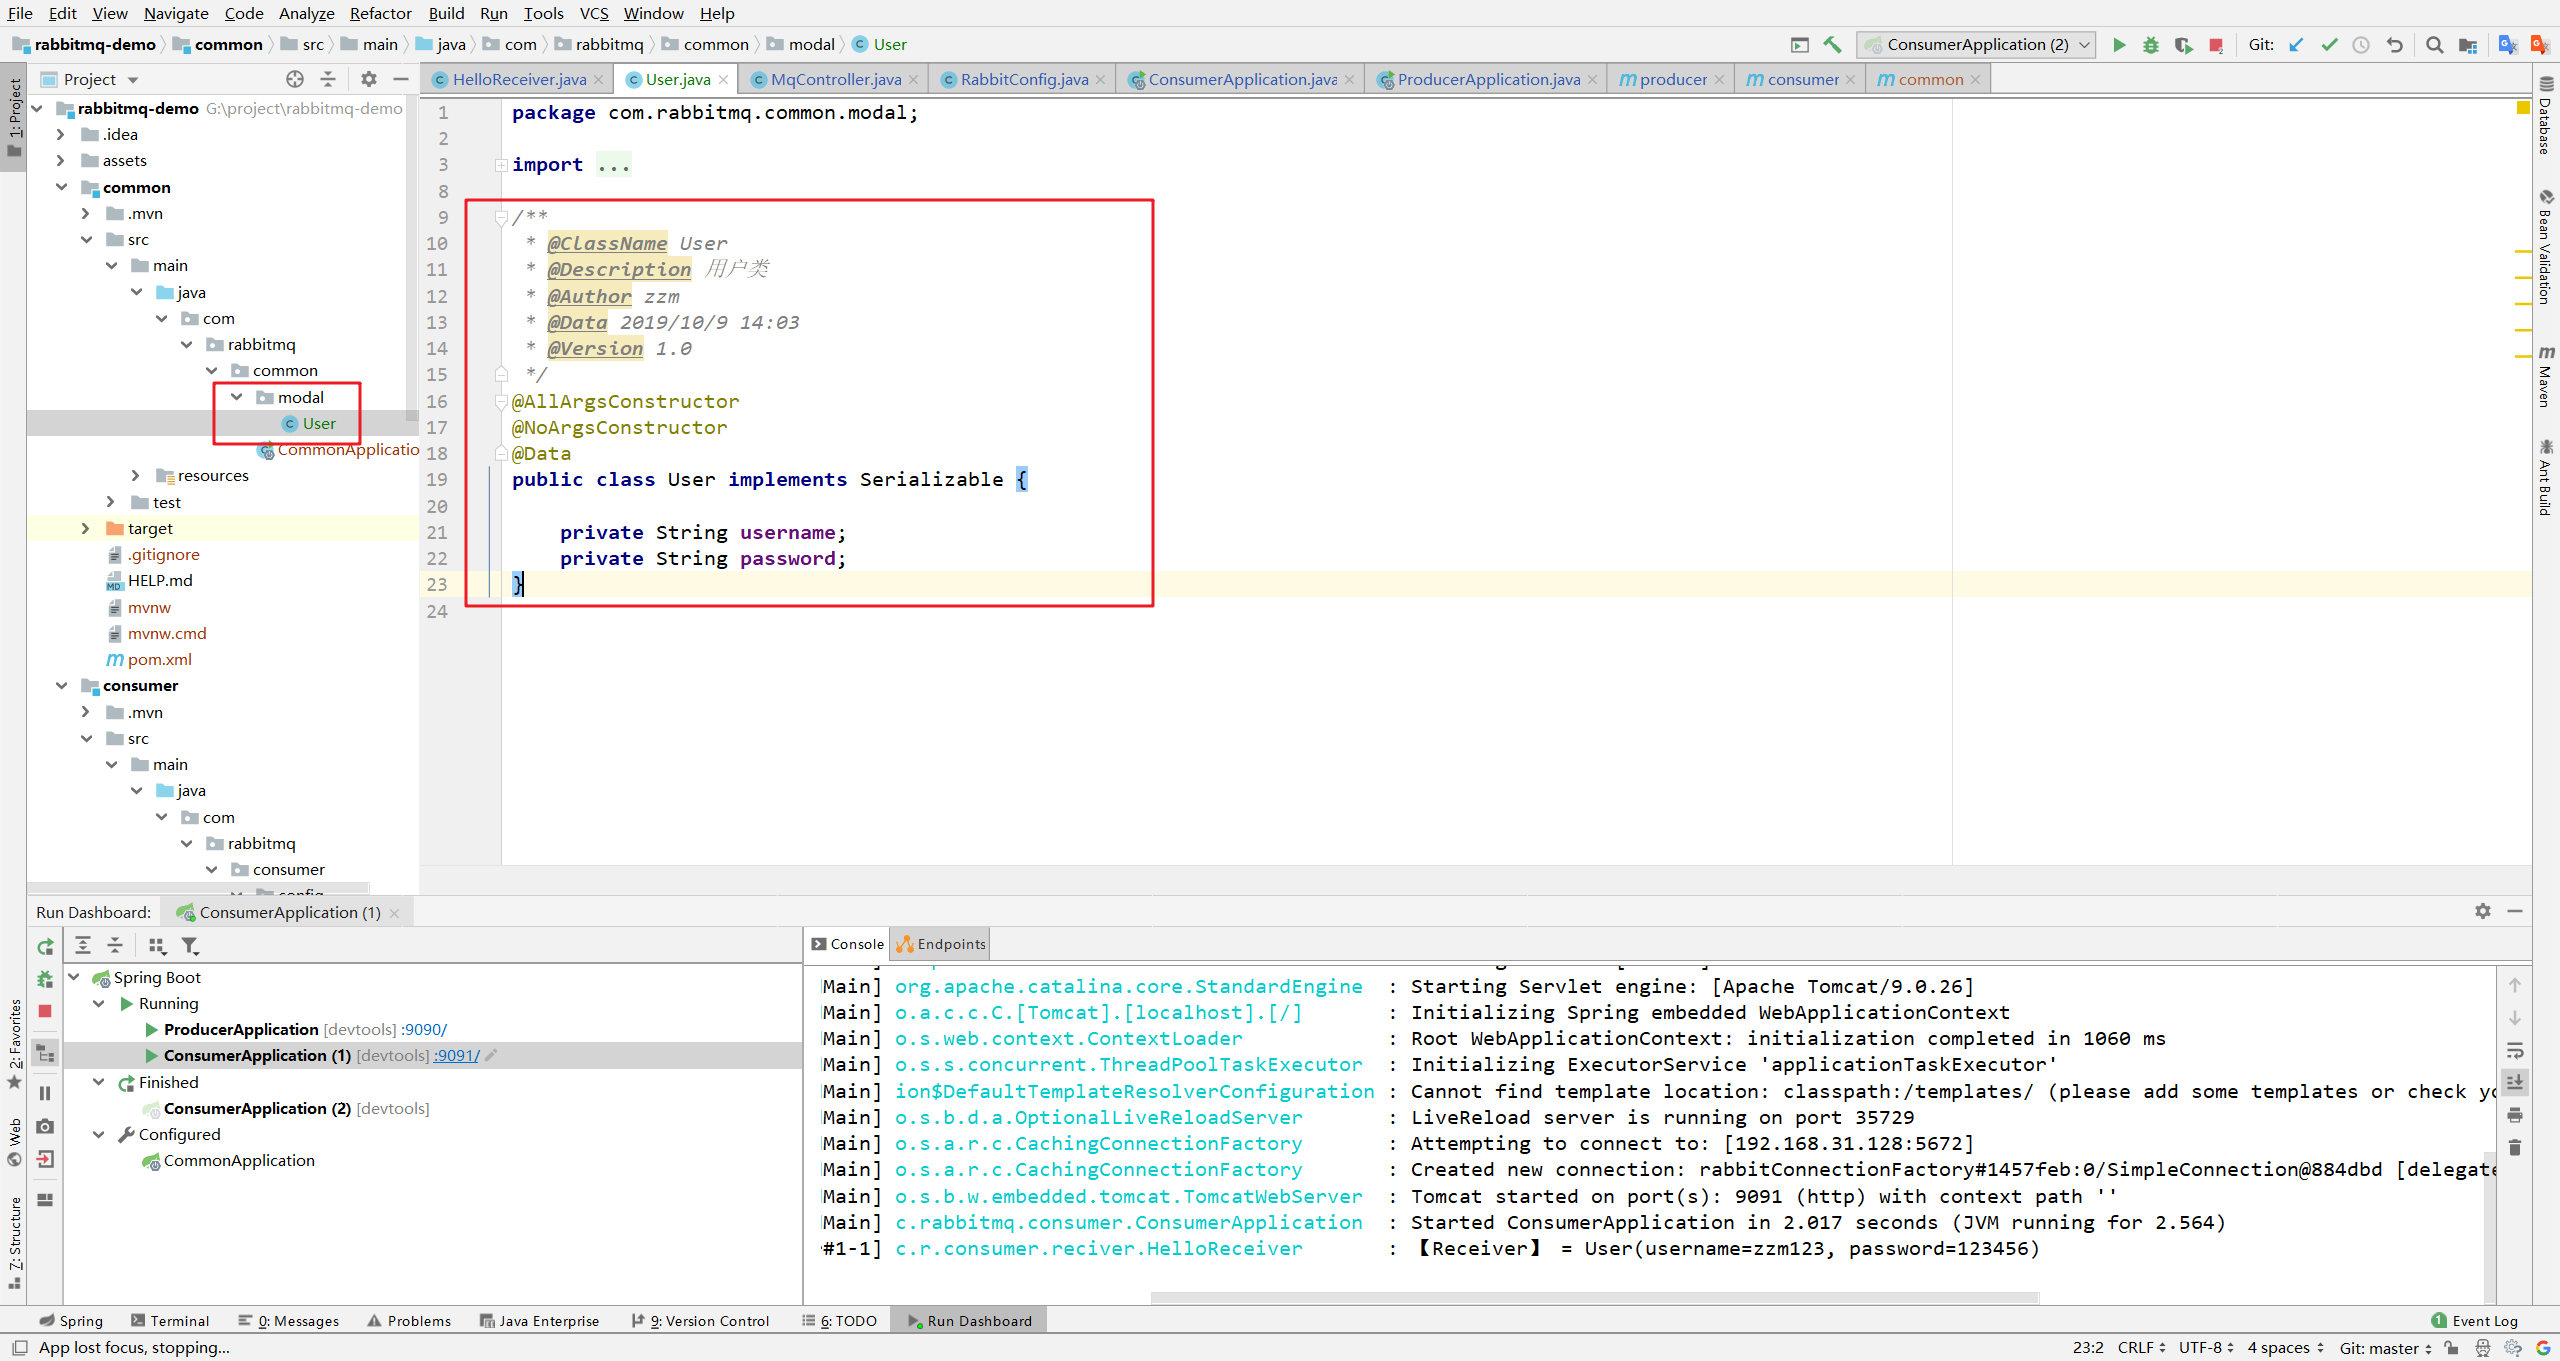 File Edit View Navigate Code Analyze Refactor Build Run Tools VCS Window Help
rabbitmq-demo common src main java com rabbitmq common modal User
ConsumerApplication (2) Git:
Project
HelloReceiver.java User.java MqController.java RabbitConfig.java ConsumerApplication.java ProducerApplication.java producer consumer common
1: Project
rabbitmq-demo G:\project\rabbitmq-demo
.idea
assets
common
.mvn
src
main
java
com
rabbitmq
common
modal
User
CommonApplicatio
resources
test
target
.gitignore
HELP.md
mvnw
mvnw.cmd
pom.xml
consumer
.mvn
src
main
java
com
rabbitmq
consumer
config
1 package com.rabbitmq.common.modal;
2
3 import ...
8
9 /**
10 * @ClassName User
11 * @Description 用户类
12 * @Author zzm
13 * @Data 2019/10/9 14:03
14 * @Version 1.0
15 */
16 @AllArgsConstructor
17 @NoArgsConstructor
18 @Data
19 public class User implements Serializable {
20
21 private String username;
22 private String password;
23 }
24
Database
Bean Validation
Maven
Ant Build
Run Dashboard: ConsumerApplication (1)
Spring Boot
Running
ProducerApplication [devtools] :9090/
ConsumerApplication (1) [devtools] :9091/
Finished
ConsumerApplication (2) [devtools]
Configured
CommonApplication
2: Favorites
Web
7: Structure
Console Endpoints
Main] org.apache.catalina.core.StandardEngine : Starting Servlet engine: [Apache Tomcat/9.0.26]
Main] o.a.c.c.C.[Tomcat].[localhost].[/] : Initializing Spring embedded WebApplicationContext
Main] o.s.web.context.ContextLoader : Root WebApplicationContext: initialization completed in 1060 ms
Main] o.s.s.concurrent.ThreadPoolTaskExecutor : Initializing ExecutorService 'applicationTaskExecutor'
Main] ion$DefaultTemplateResolverConfiguration : Cannot find template location: classpath:/templates/ (please add some templates or check yo
Main] o.s.b.d.a.OptionalLiveReloadServer : LiveReload server is running on port 35729
Main] o.s.a.r.c.CachingConnectionFactory : Attempting to connect to: [192.168.31.128:5672]
Main] o.s.a.r.c.CachingConnectionFactory : Created new connection: rabbitConnectionFactory#1457feb:0/SimpleConnection@884dbd [delegate
Main] o.s.b.w.embedded.tomcat.TomcatWebServer : Tomcat started on port(s): 9091 (http) with context path ''
Main] c.rabbitmq.consumer.ConsumerApplication : Started ConsumerApplication in 2.017 seconds (JVM running for 2.564)
#1-1] c.r.consumer.reciver.HelloReceiver : 【Receiver】 = User(username=zzm123, password=123456)
Spring Terminal 0: Messages Problems Java Enterprise 9: Version Control 6: TODO Run Dashboard 1 Event Log
App lost focus, stopping... 23:2 CRLF UTF-8 4 spaces Git: master